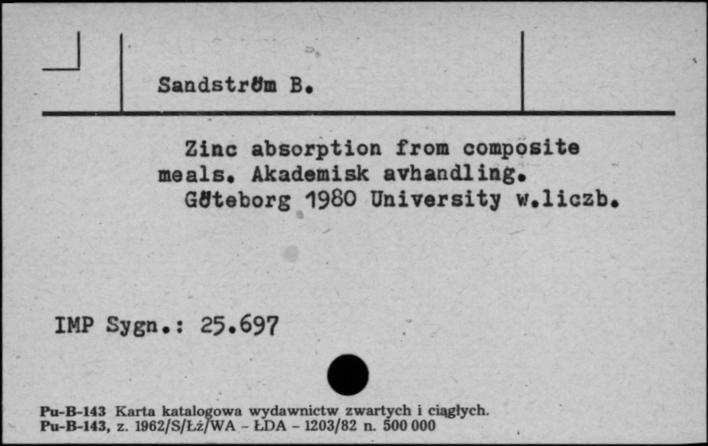 Sandström B.
Zinc absorption from composite
meals. Akademisk avhandling.
Göteborg 1980 University w.liczb.
IMP Sygn.: 25.697
Pu-B-143 Karta katalogowa wydawnictw zwartych i ciągłych.
Pu-B-143, z. 1962/S/Łź/WA - ŁDA - 1203/82 n. 500 000